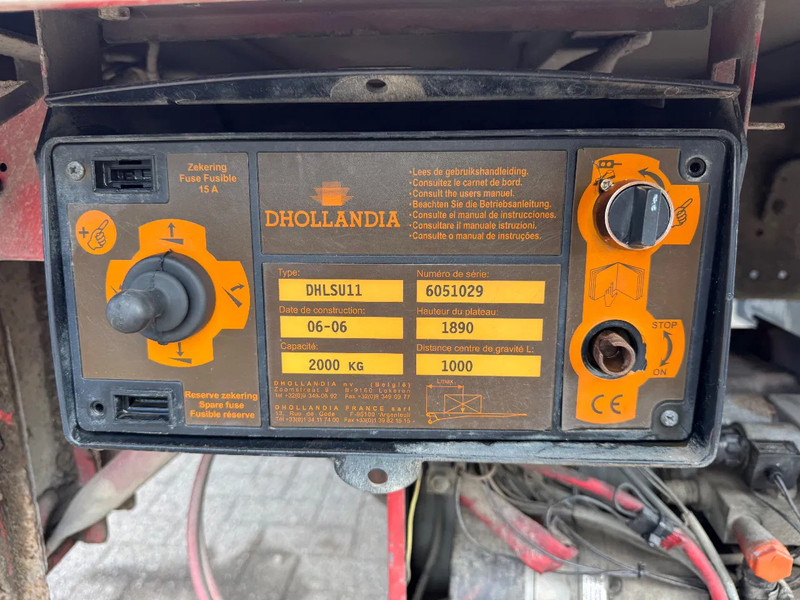 Zekering
Fuse Fusible
15 A
DHOLLANDIA
•Lees de gebruikshandleiding.
•Consultez le carnet de bord.
•Consult the users manual.
•Beachten Sie die Betriebsanleitung.
•Consulte el manual de instrucciones.
•Consultare il manuale istruzioni.
•Consulte o manual de instruções.
Type:
DHLSU11
Numéro de série:
6051029
Date de construction:
06-06
Hauteur du plateau:
1890
Capacité:
2000 KG
Distance centre de gravité L:
1000
DHOLLANDIA nv (België)
DHOLLANDIA FRANCE sarl
Lmax.
Reserve zekering
Spare fuse
Fusible réserve
STOP
ON
CE